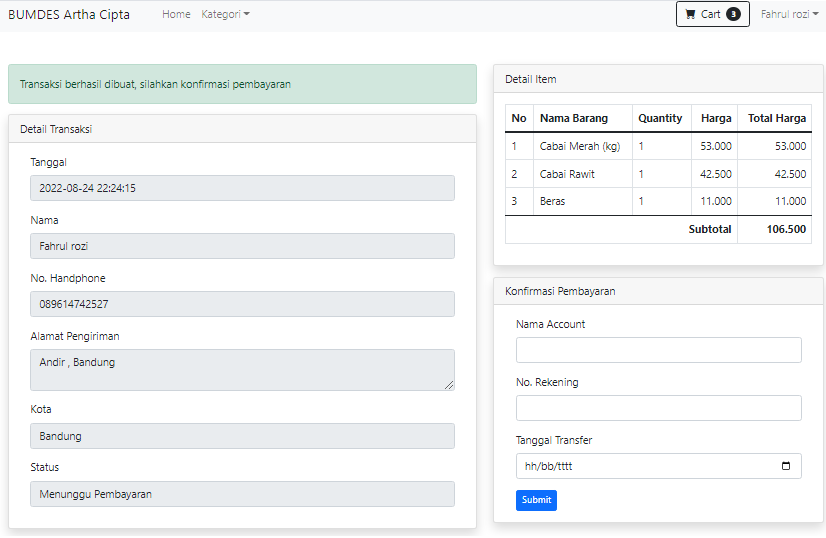 BUMDES Artha Cipta Home Kategori Cart 3 Fahrul rozi
Transaksi berhasil dibuat, silahkan konfirmasi pembayaran
Detail Transaksi
Tanggal
2022-08-24 22:24:15
Nama
Fahrul rozi
No. Handphone
089614742527
Alamat Pengiriman
Andir , Bandung
Kota
Bandung
Status
Menunggu Pembayaran
Detail Item
No Nama Barang Quantity Harga Total Harga
1 Cabai Merah (kg) 1 53.000 53.000
2 Cabai Rawit 1 42.500 42.500
3 Beras 1 11.000 11.000
Subtotal 106.500
Konfirmasi Pembayaran
Nama Account
No. Rekening
Tanggal Transfer
hh/bb/tttt
Submit